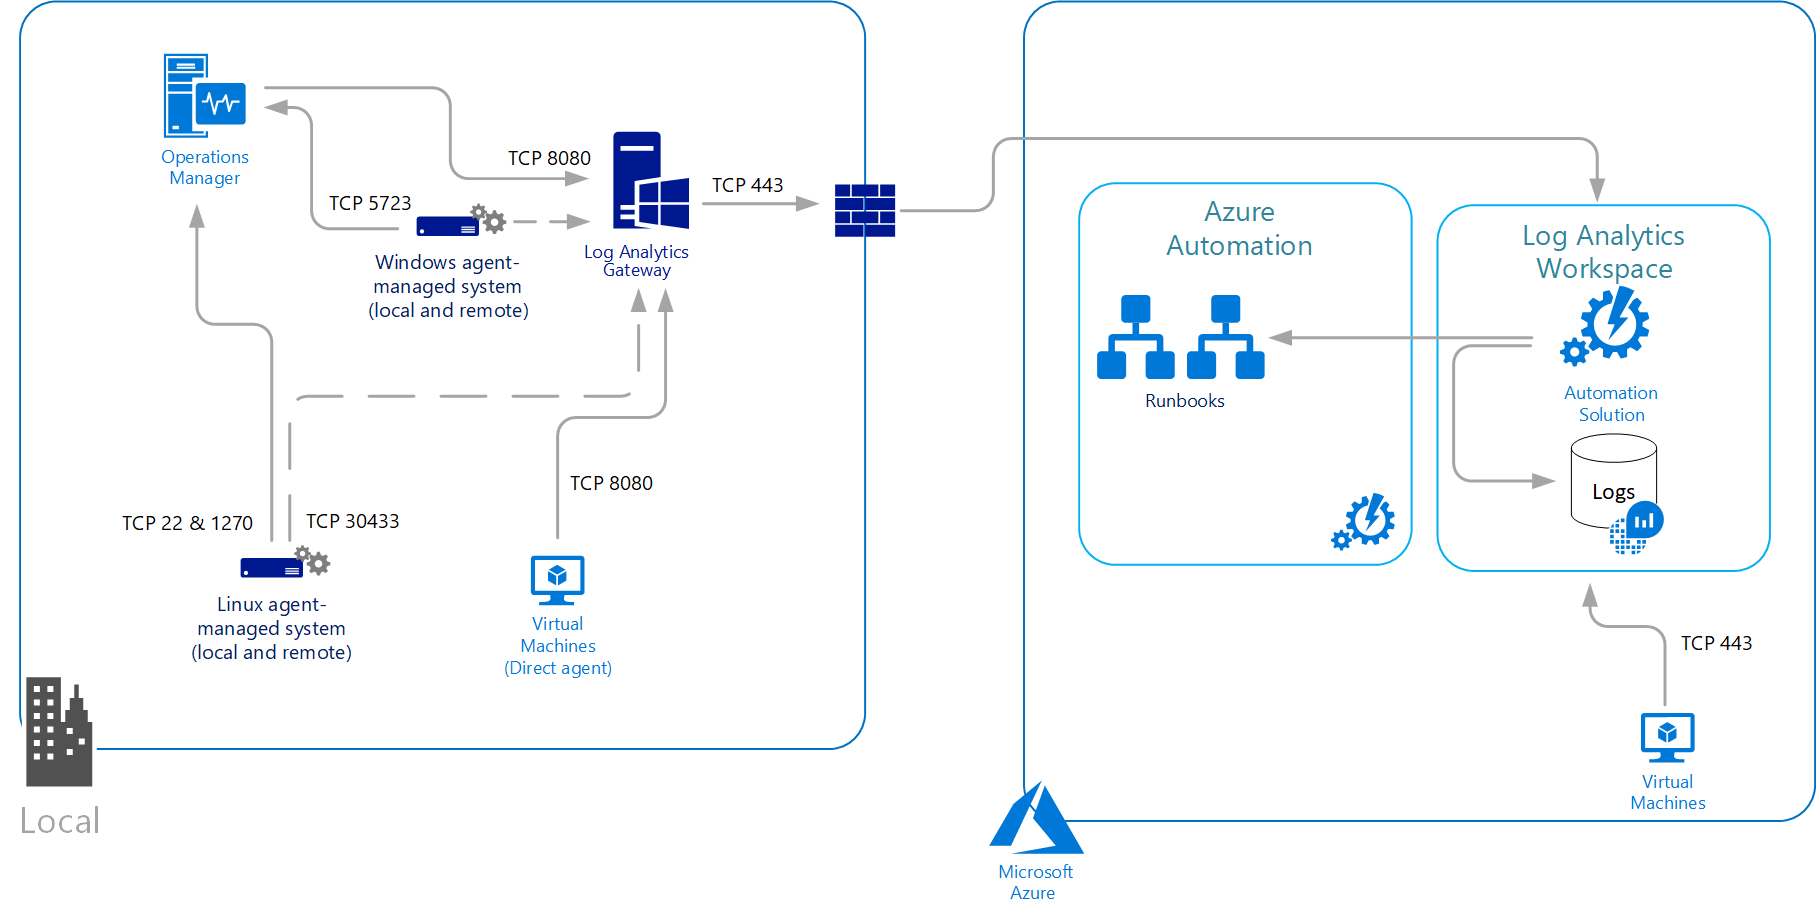 Operations
Manager
TCP 8080
TCP 5723
TCP 443
Log Analytics
Gateway
Windows agent-
managed system
(local and remote)
TCP 8080
TCP 22 & 1270
TCP 30433
Linux agent-
managed system
(local and remote)
Virtual
Machines
(Direct agent)
Local
Azure
Automation
Runbooks
Log Analytics
Workspace
Automation
Solution
Logs
TCP 443
Virtual
Machines
Microsoft
Azure